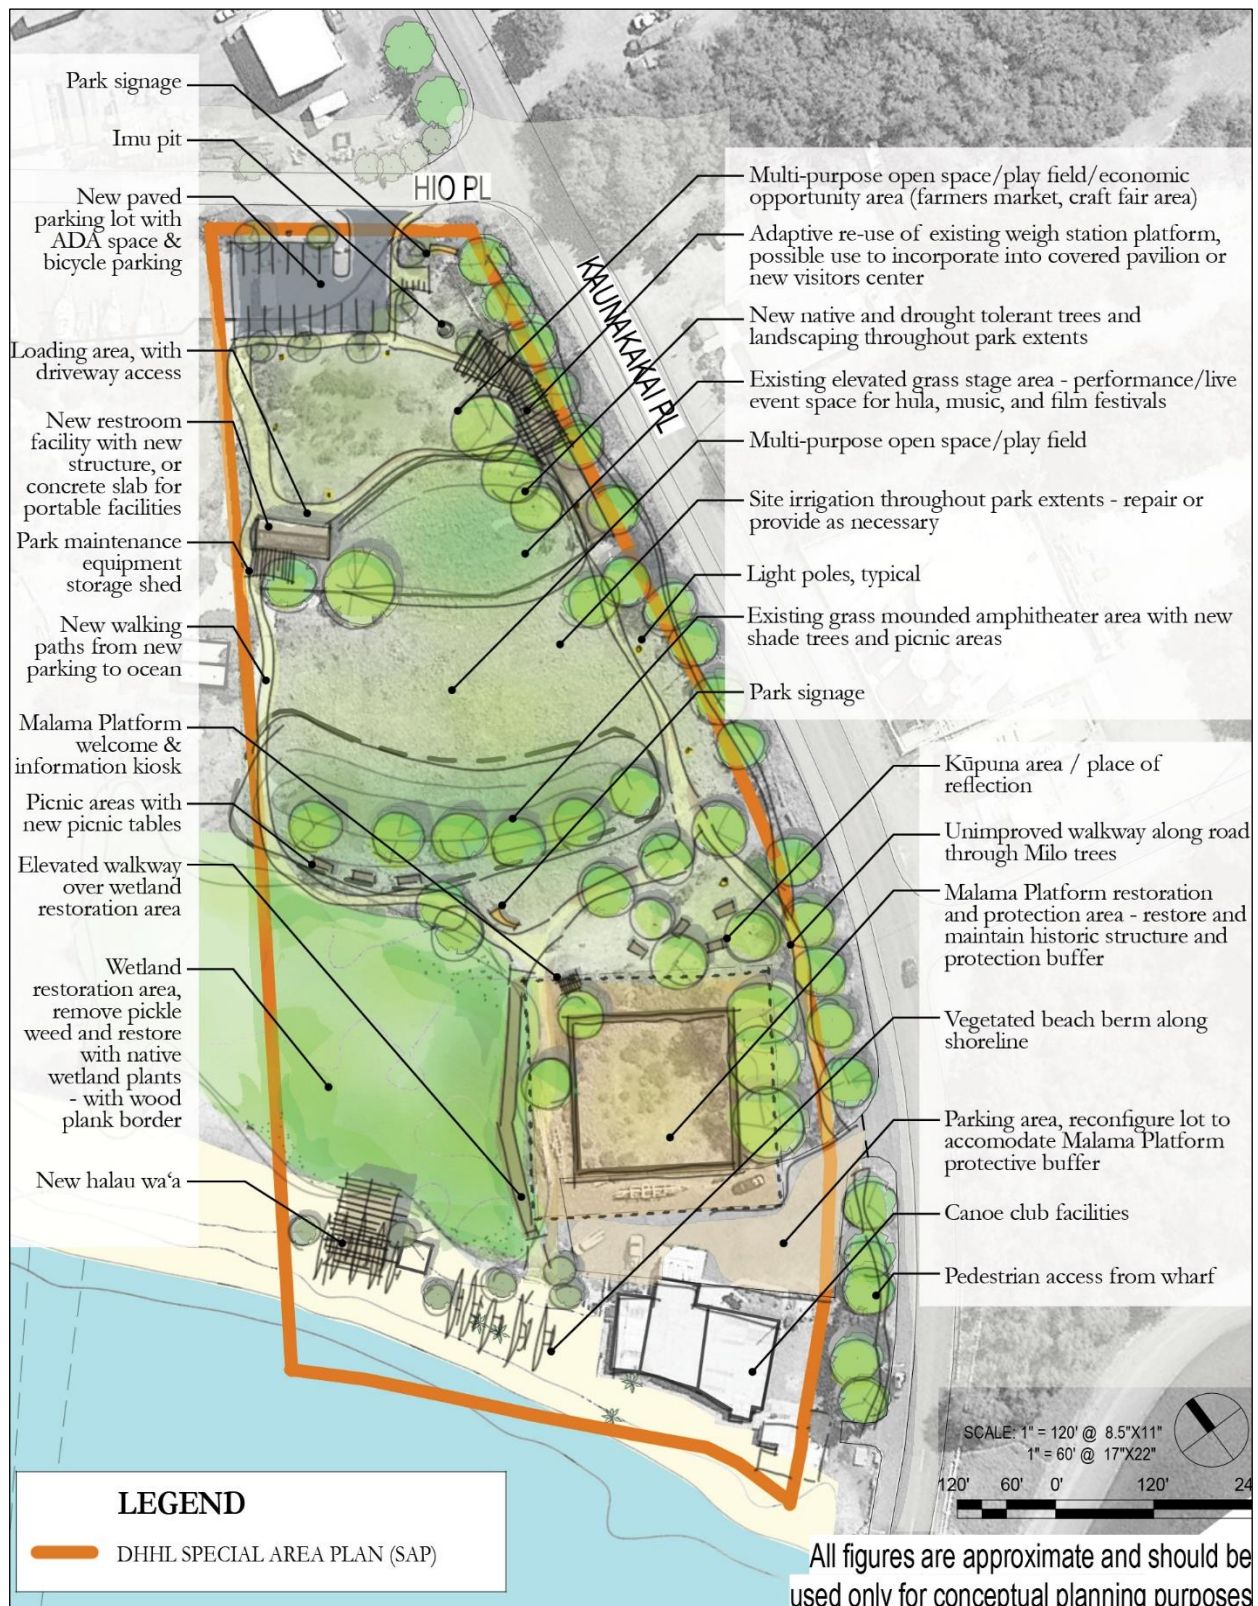 Park signage
Imu pit
New paved
parking lot with
ADA space &
bicycle parking
Loading area, with
driveway access
New restroom
facility with new
structure, or
concrete slab for
portable facilities
Park maintenance
equipment
storage shed
New walking
paths from new
parking to ocean
Malama Platform
welcome &
information kiosk
Picnic areas with
new picnic tables
Elevated walkway
over wetland
restoration area
Wetland
restoration area,
remove pickle
weed and restore
with native
wetland plants
- with wood
plank border
New halau wa‘a
HIO PL
KAUNAKAKAI PL
Multi-purpose open space/play field/economic
opportunity area (farmers market, craft fair area)
Adaptive re-use of existing weigh station platform,
possible use to incorporate into covered pavilion or
new visitors center
New native and drought tolerant trees and
landscaping throughout park extents
Existing elevated grass stage area - performance/live
event space for hula, music, and film festivals
Multi-purpose open space/play field
Site irrigation throughout park extents - repair or
provide as necessary
Light poles, typical
Existing grass mounded amphitheater area with new
shade trees and picnic areas
Park signage
Kūpuna area / place of
reflection
Unimproved walkway along road
through Milo trees
Malama Platform restoration
and protection area - restore and
maintain historic structure and
protection buffer
Vegetated beach berm along
shoreline
Parking area, reconfigure lot to
accomodate Malama Platform
protective buffer
Canoe club facilities
Pedestrian access from wharf
SCALE: 1" = 120' @ 8.5"X11"
1" = 60' @ 17"X22"
120' 60' 0' 120' 24
LEGEND
DHHL SPECIAL AREA PLAN (SAP)
All figures are approximate and should be
used only for conceptual planning purposes